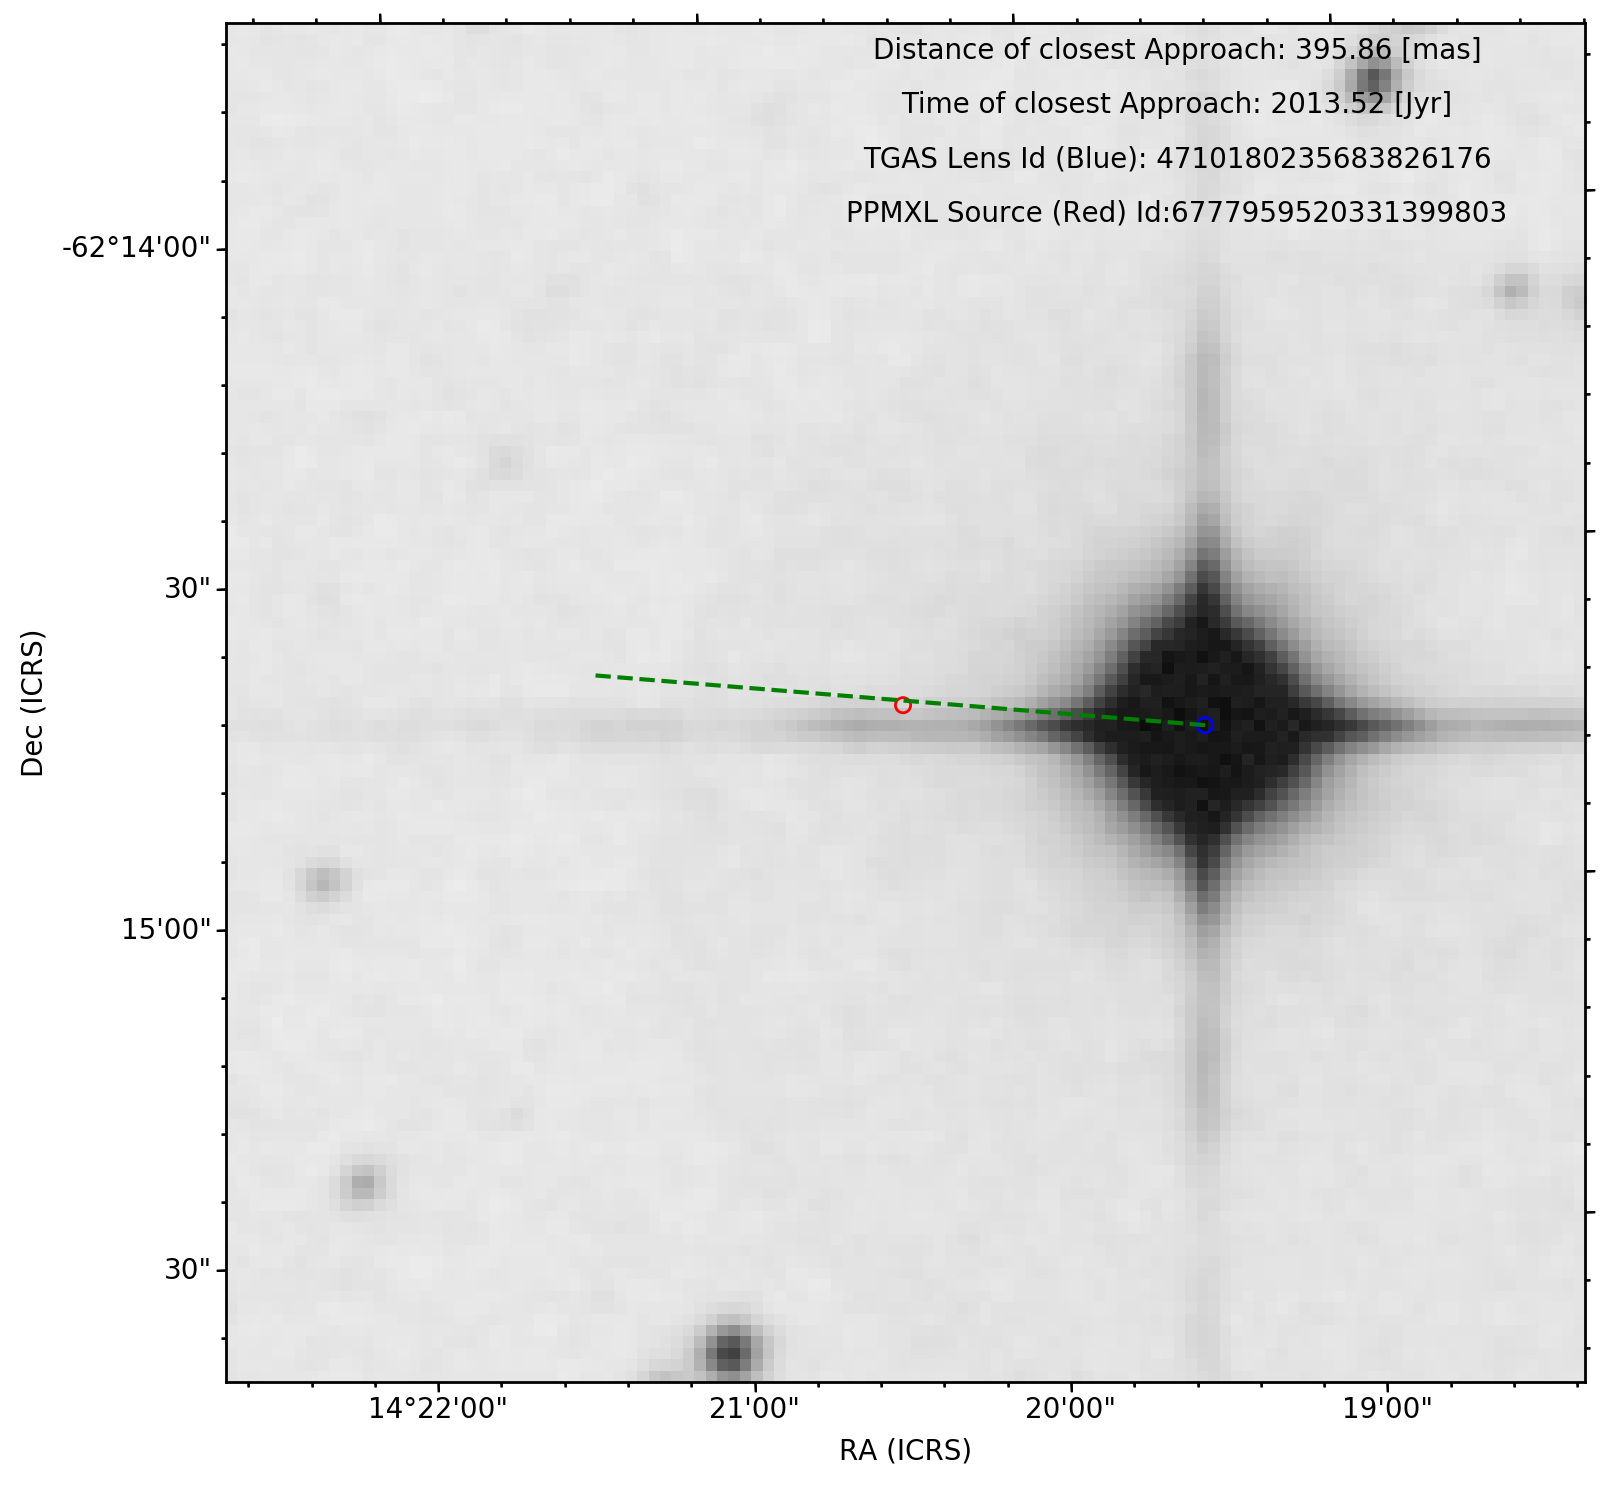 Distance of closest Approach: 395.86 [mas]
Time of closest Approach: 2013.52 [Jyr]
TGAS Lens Id (Blue): 4710180235683826176
PPMXL Source (Red) Id:6777959520331399803
-62°14'00"
30"
15'00"
30"
Dec (ICRS)
14°22'00" 21'00" 20'00" 19'00"
RA (ICRS)